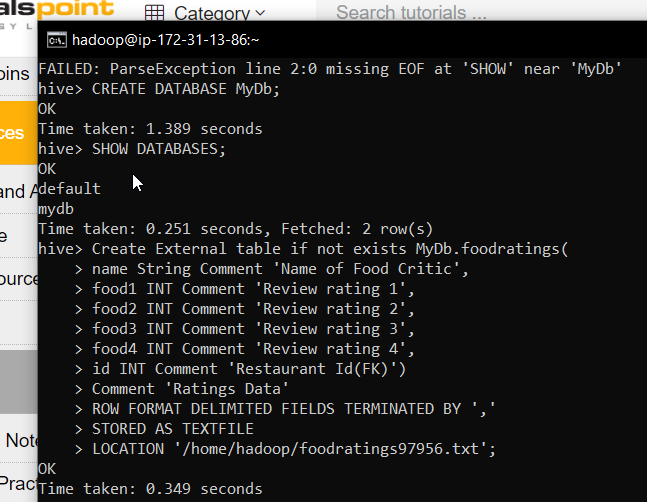 alspoint
Category
Search tutorials ...
hadoop@ip-172-31-13-86:~
FAILED: ParseException line 2:0 missing EOF at 'SHOW' near 'MyDb'
hive> CREATE DATABASE MyDb;
OK
Time taken: 1.389 seconds
hive> SHOW DATABASES;
OK
default
mydb
Time taken: 0.251 seconds, Fetched: 2 row(s)
hive> Create External table if not exists MyDb.foodratings(
    > name String Comment 'Name of Food Critic',
    > food1 INT Comment 'Review rating 1',
    > food2 INT Comment 'Review rating 2',
    > food3 INT Comment 'Review rating 3',
    > food4 INT Comment 'Review rating 4',
    > id INT Comment 'Restaurant Id(FK)')
    > Comment 'Ratings Data'
    > ROW FORMAT DELIMITED FIELDS TERMINATED BY ','
    > STORED AS TEXTFILE
    > LOCATION '/home/hadoop/foodratings97956.txt';
OK
Time taken: 0.349 seconds
oins
ces
and A
e
ource
Note
Pract